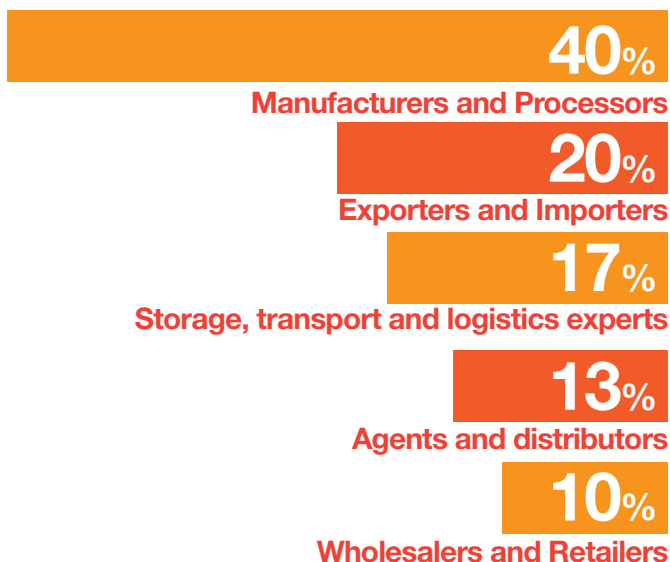 40%
Manufacturers and Processors
20%
Exporters and Importers
17%
Storage, transport and logistics experts
13%
Agents and distributors
10%
Wholesalers and Retailers